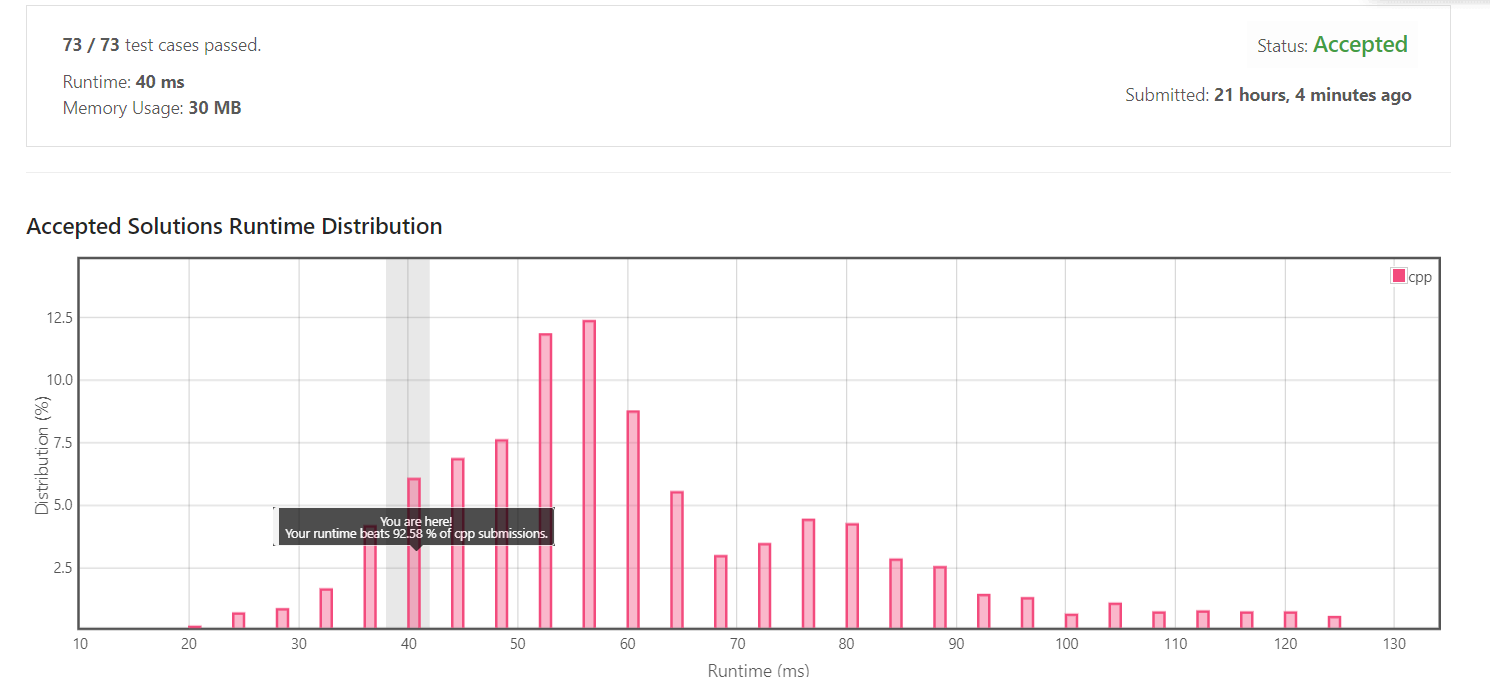 73 / 73 test cases passed.
Status: Accepted
Runtime: 40 ms
Memory Usage: 30 MB
Submitted: 21 hours, 4 minutes ago
Accepted Solutions Runtime Distribution
cpp
12.5
10.0
7.5
5.0
2.5
Distribution (%)
You are here!
Your runtime beats 92.58 % of cpp submissions.
10 20 30 40 50 60 70 80 90 100 110 120 130
Runtime (ms)